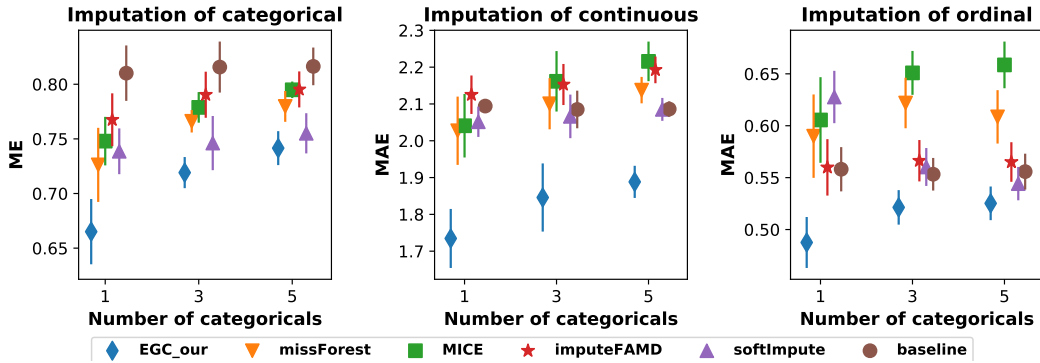 Imputation of categorical
0.80
0.75
0.70
0.65
ME
1 3 5
Number of categoricals
Imputation of continuous
2.3
2.2
2.1
2.0
1.9
1.8
1.7
MAE
1 3 5
Number of categoricals
Imputation of ordinal
0.65
0.60
0.55
0.50
MAE
1 3 5
Number of categoricals
EGC_our missForest MICE imputeFAMD softImpute baseline